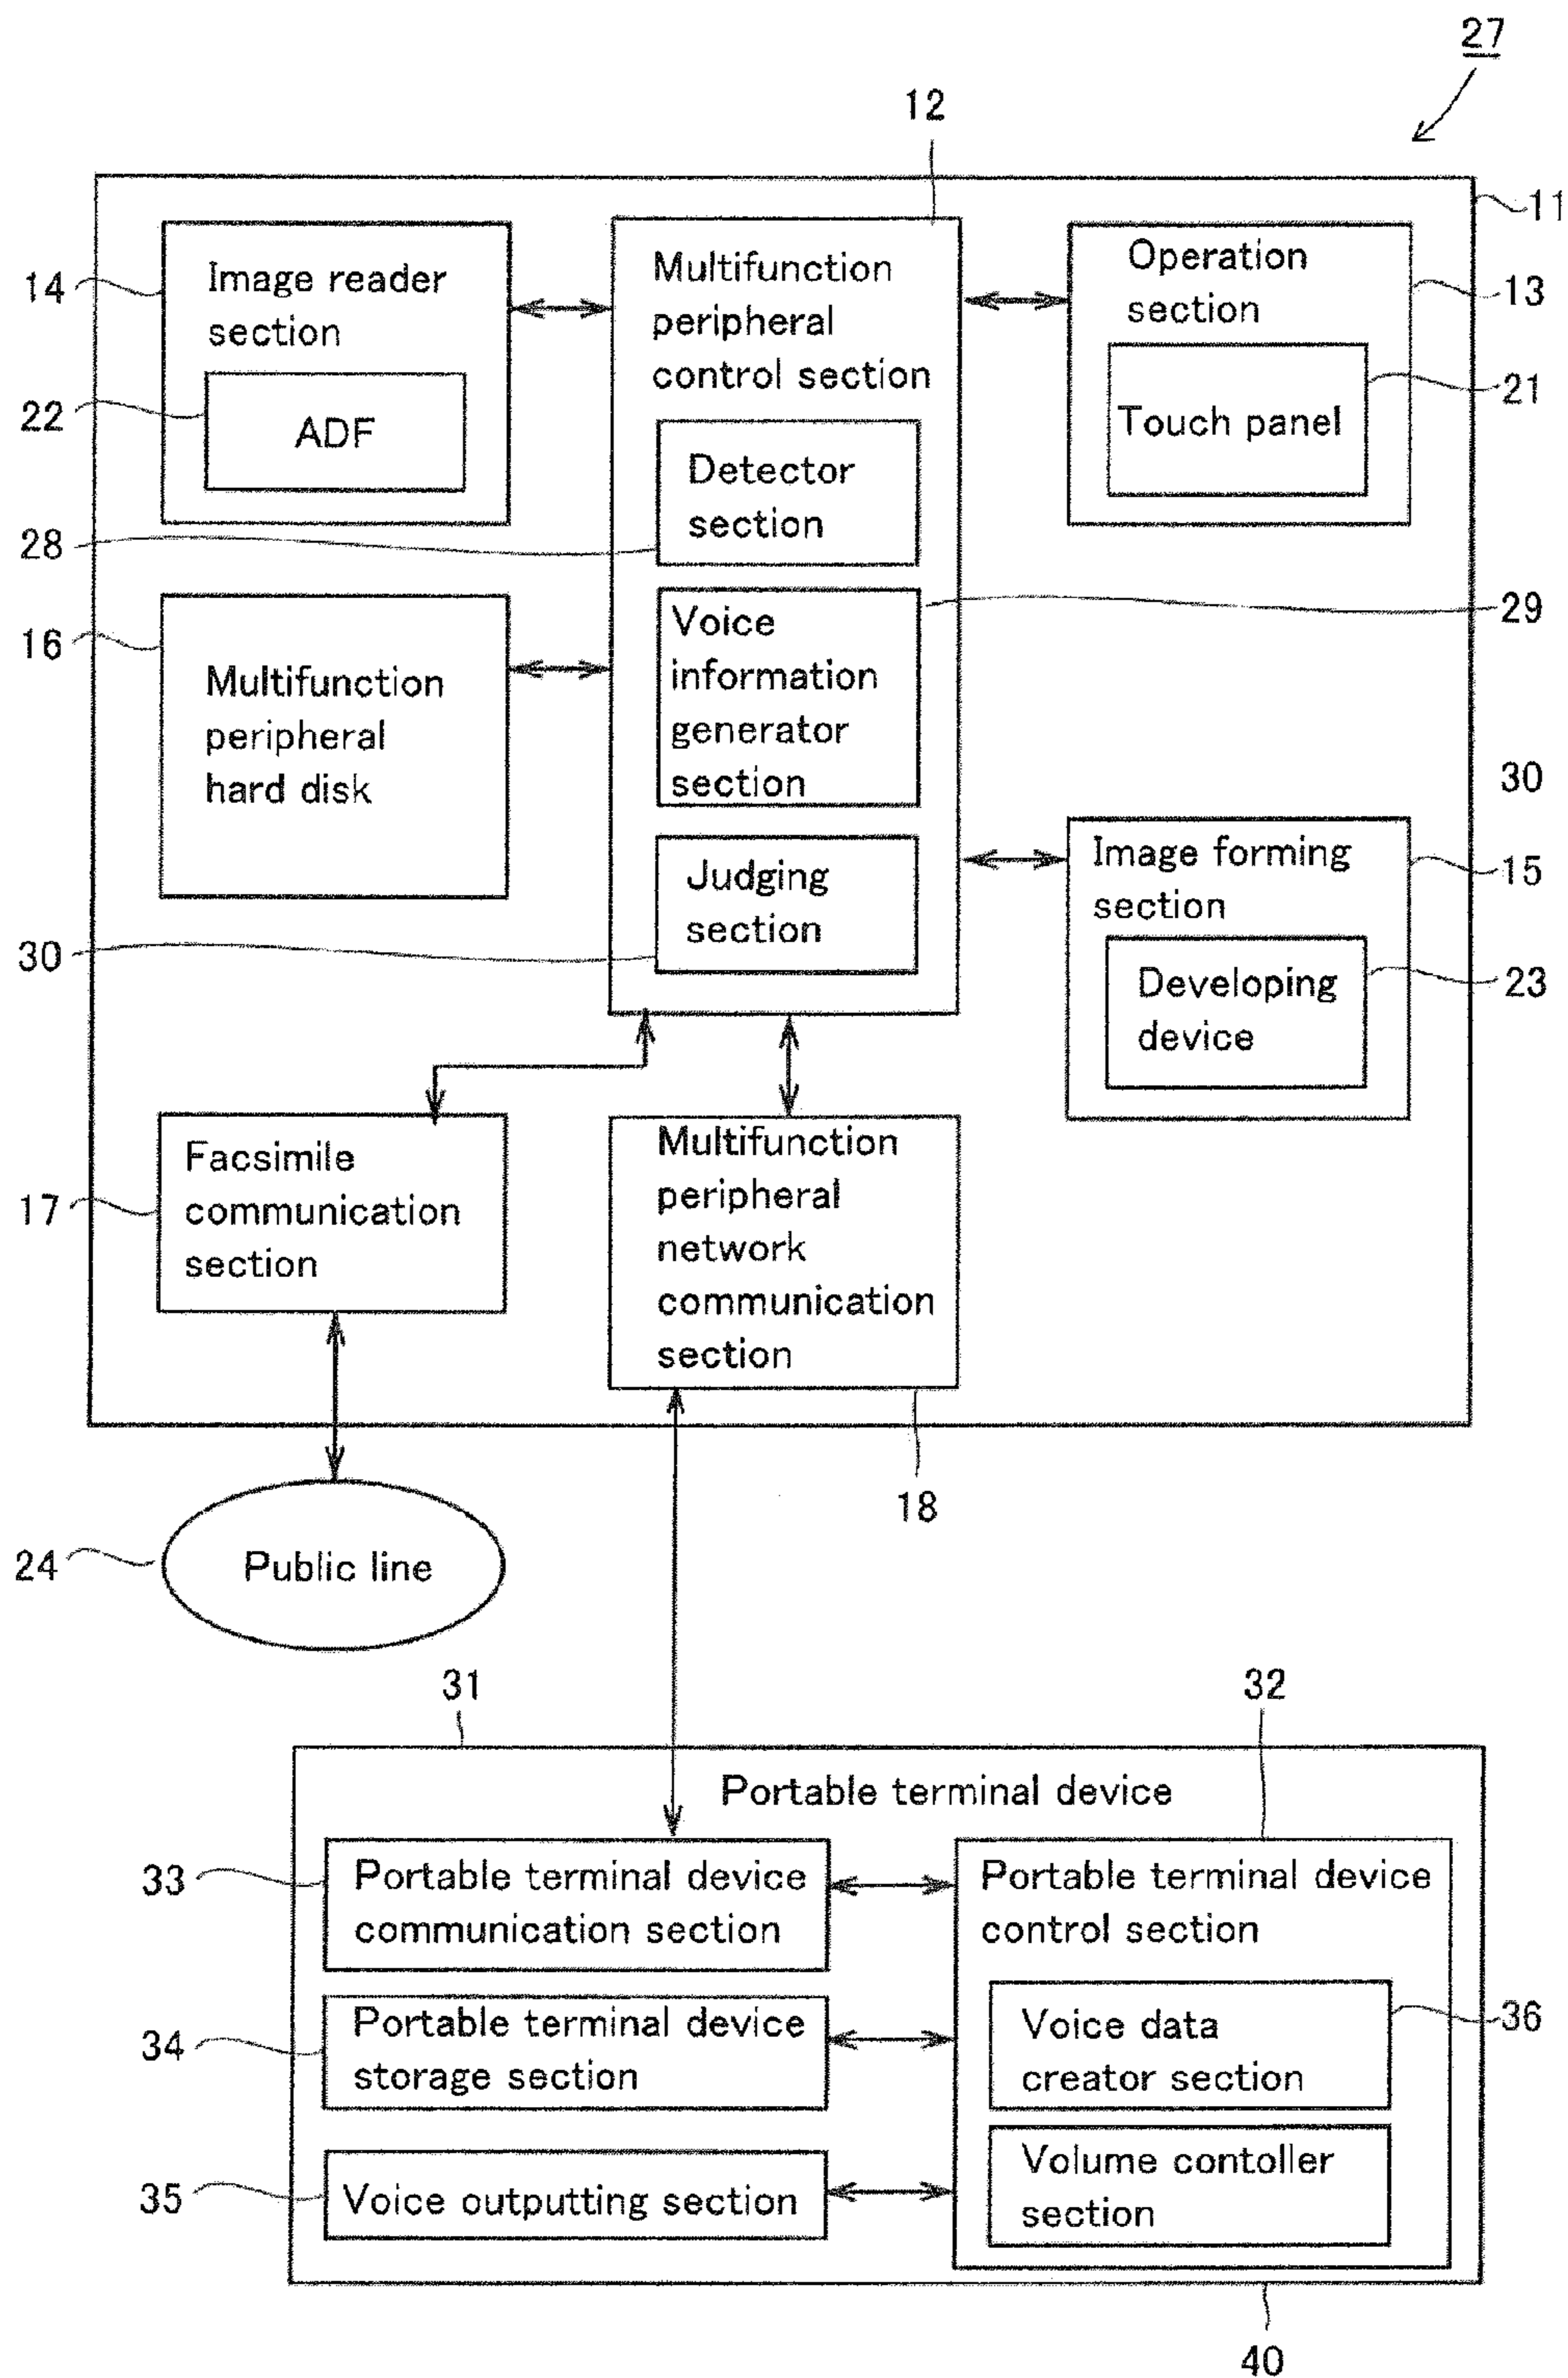 27
12
11
14
Image reader
section
22
ADF
Multifunction
peripheral
control section
Operation
section
13
Touch panel
21
Detector
section
28
Voice
information
generator
section
29
16
Multifunction
peripheral
hard disk
30
Judging
section
30
Image forming
section
15
Developing
device
23
Facsimile
communication
section
17
Multifunction
peripheral
network
communication
section
18
24
Public line
31
32
Portable terminal device
33
Portable terminal device
communication section
Portable terminal device
control section
34
Portable terminal device
storage section
Voice data
creator section
36
35
Voice outputting section
Volume contoller
section
40